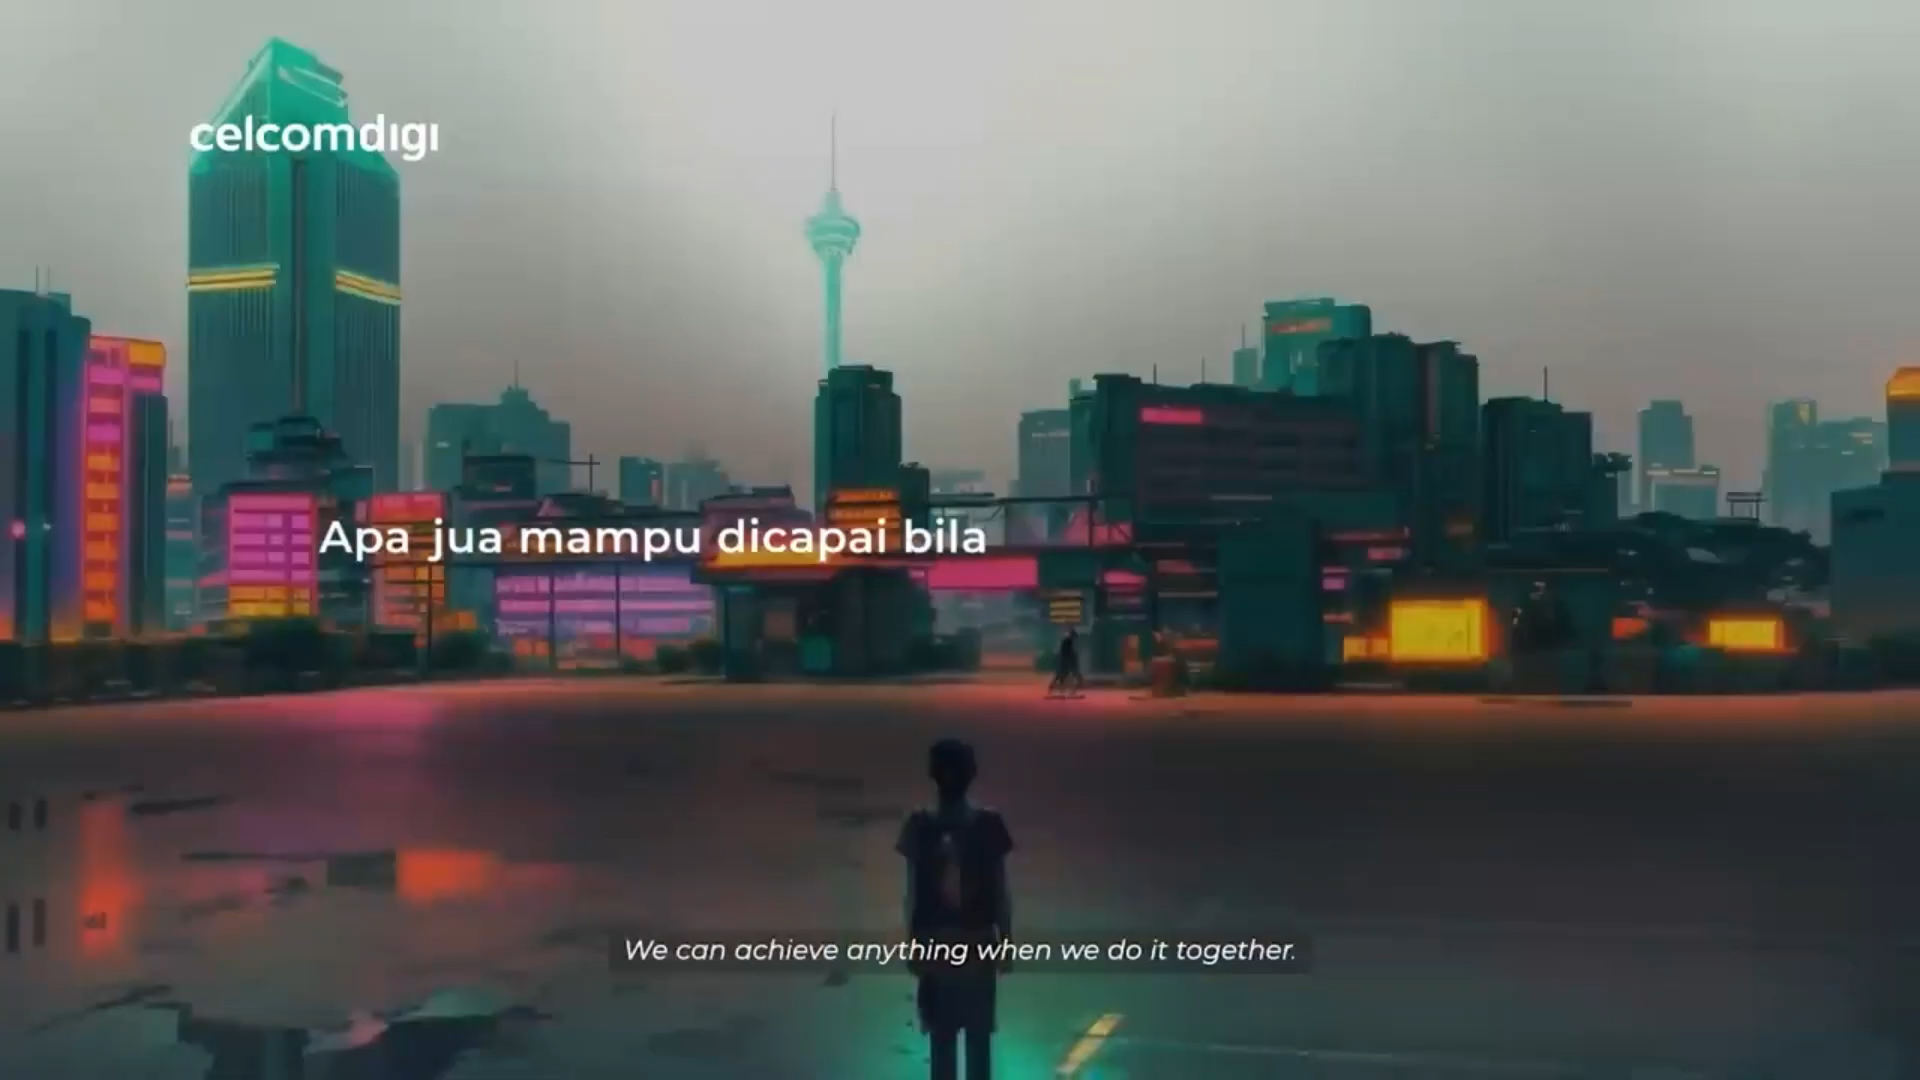 celcomdigi
Apa jua mampu dicapai bila
We can achieve anything when we do it together.